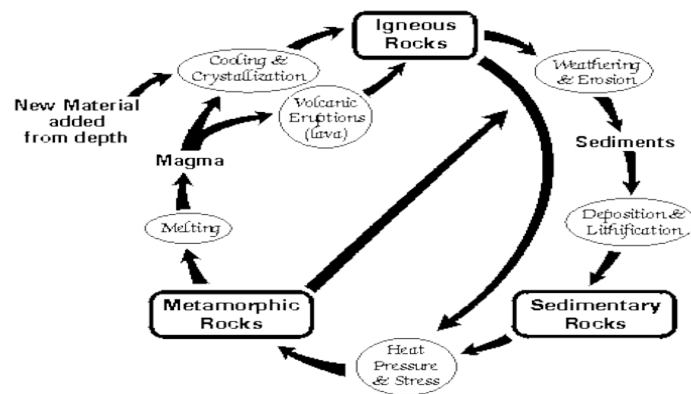 Igneous
Rocks
Cooling &
Crystallization
Weathering
& Erosion
New Material
added
from depth
Volcanic
Eruptions
(lava)
Magma
Sediments
Melting
Deposition &
Lithification
Metamorphic
Rocks
Sedimentary
Rocks
Heat
Pressure
& Stress